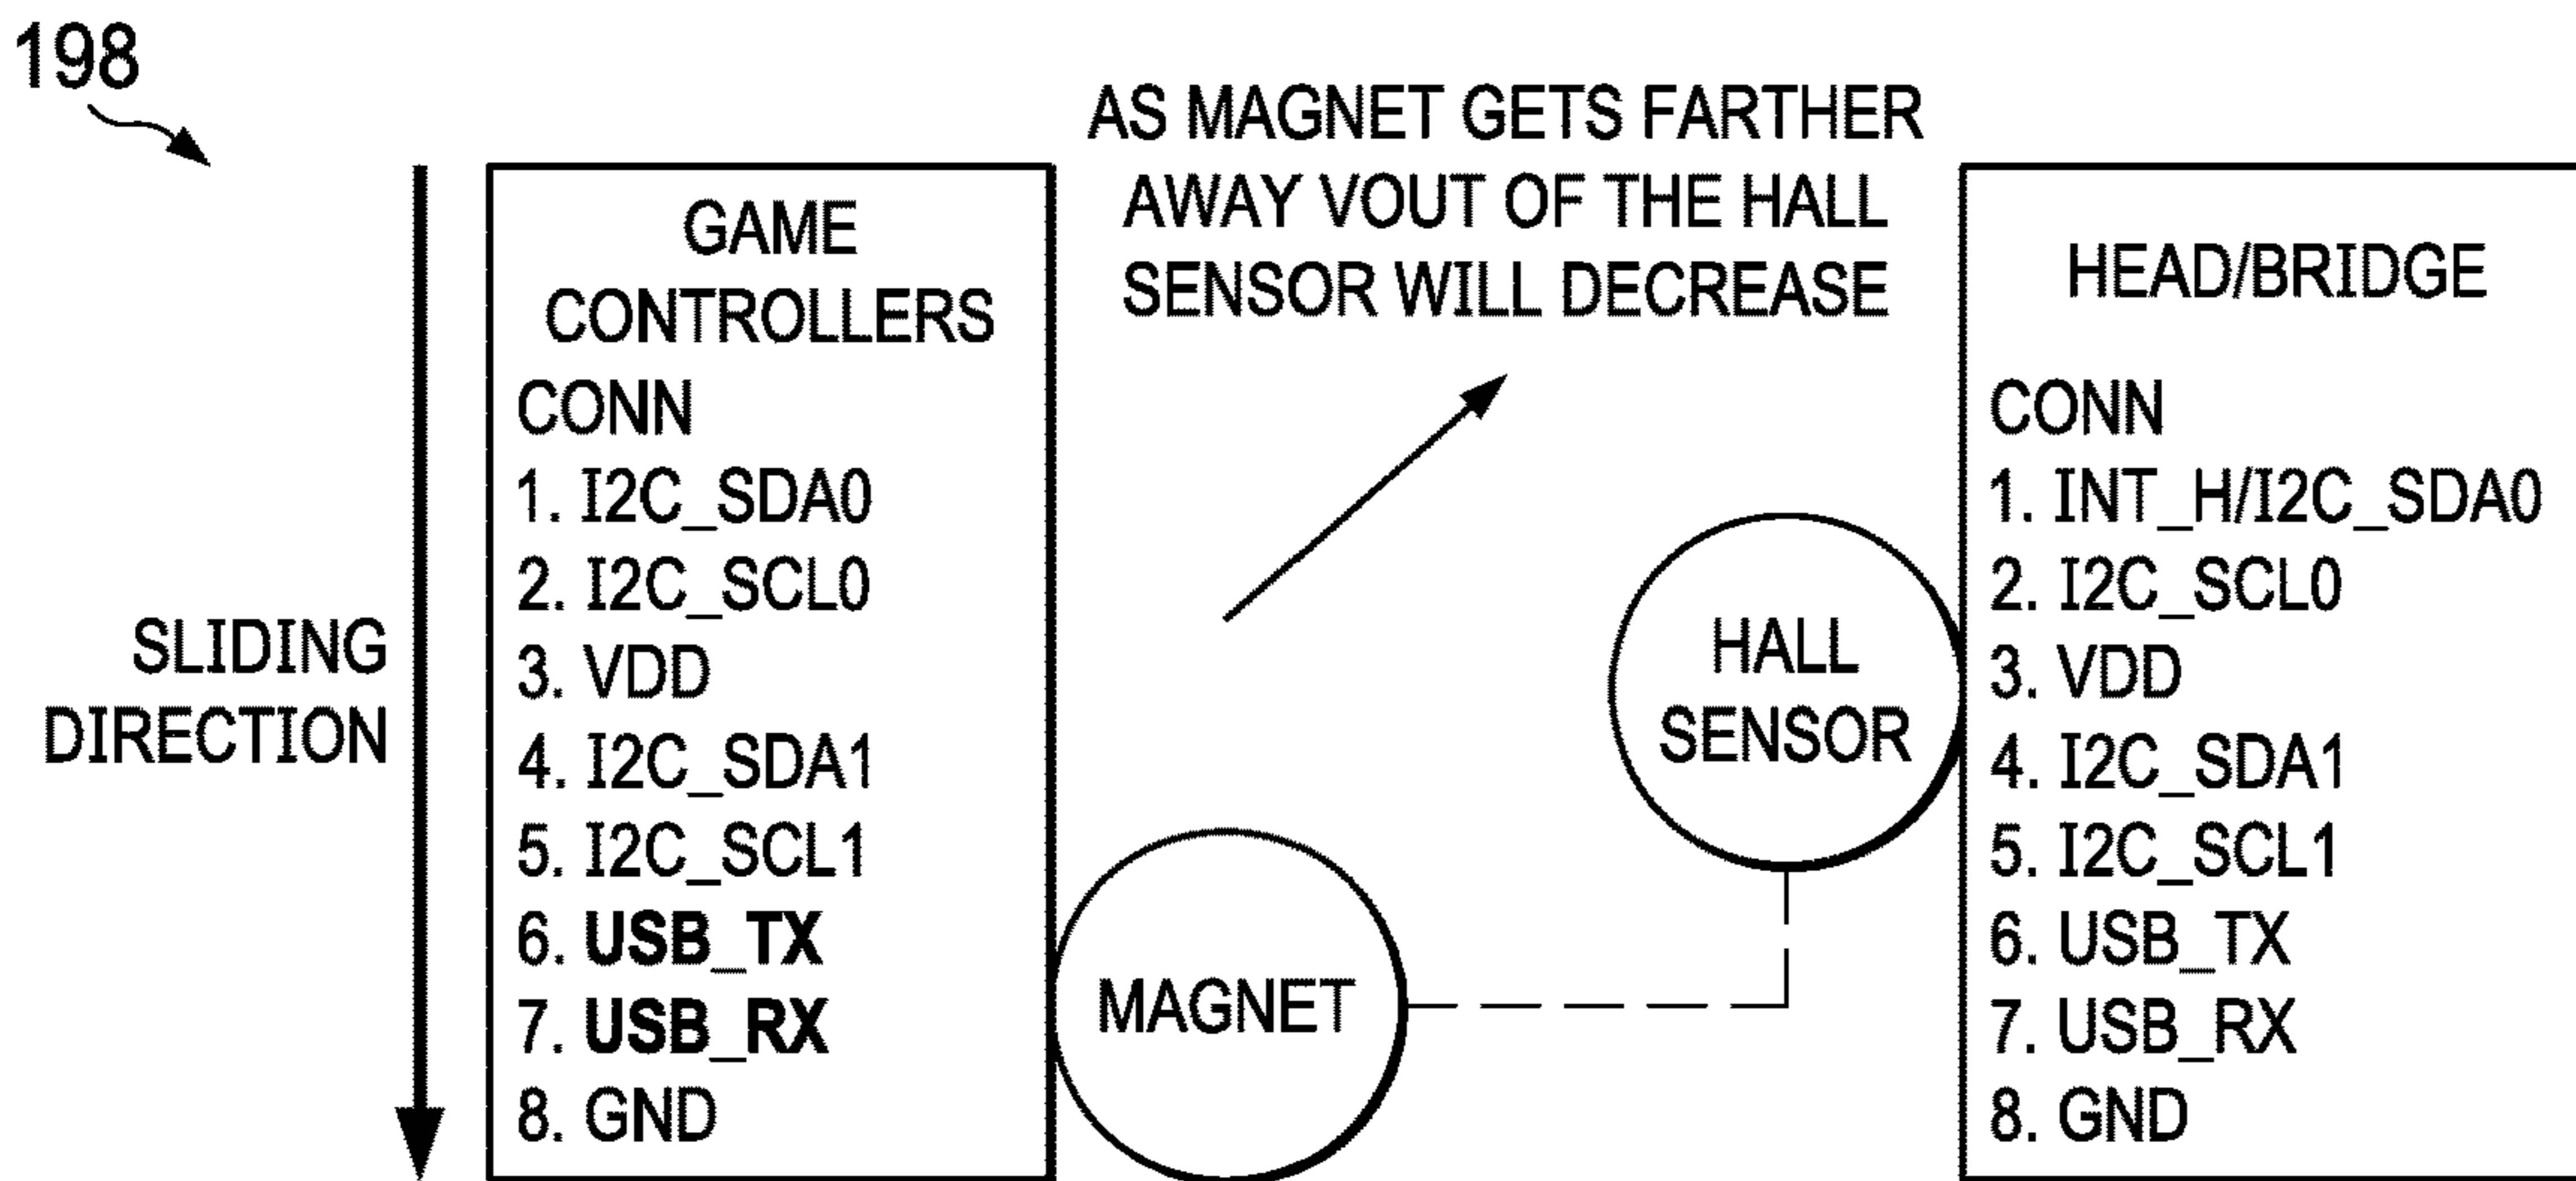 198
SLIDING
DIRECTION
GAME
CONTROLLERS
CONN
1. I2C_SDA0
2. I2C_SCL0
3. VDD
4. I2C_SDA1
5. I2C_SCL1
6. USB_TX
7. USB_RX
8. GND
AS MAGNET GETS FARTHER
AWAY VOUT OF THE HALL
SENSOR WILL DECREASE
MAGNET
HALL
SENSOR
HEAD/BRIDGE
CONN
1. INT_H/I2C_SDA0
2. I2C_SCL0
3. VDD
4. I2C_SDA1
5. I2C_SCL1
6. USB_TX
7. USB_RX
8. GND